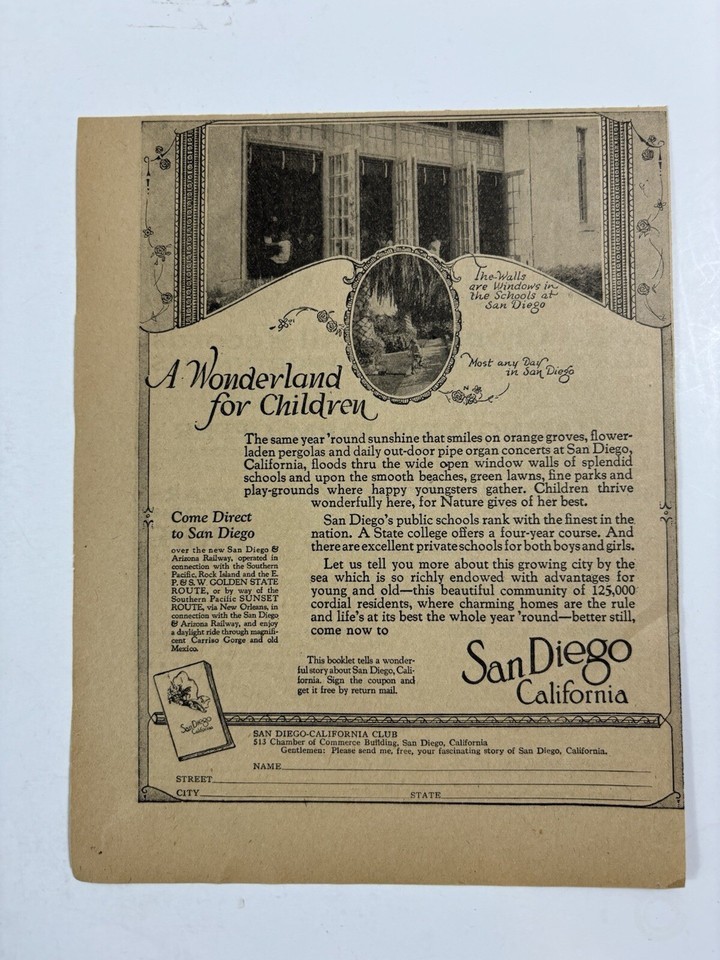 The Walls
are Windows in
the Schools at
San Diego
Most any Day
in San Diego
A Wonderland
for Children
The same year 'round sunshine that smiles on orange groves, flower-
laden pergolas and daily out-door pipe organ concerts at San Diego,
California, floods thru the wide open window walls of splendid
schools and upon the smooth beaches, green lawns, fine parks and
play-grounds where happy youngsters gather. Children thrive
wonderfully here, for Nature gives of her best.
San Diego's public schools rank with the finest in the
nation. A State college offers a four-year course. And
there are excellent private schools for both boys and girls.
Let us tell you more about this growing city by the
sea which is so richly endowed with advantages for
young and old—this beautiful community of 125,000
cordial residents, where charming homes are the rule
and life's at its best the whole year 'round—better still,
come now to
San Diego
California
Come Direct
to San Diego
over the new San Diego &
Arizona Railway, operated in
connection with the Southern
Pacific, Rock Island and the E.
P. & S. W. GOLDEN STATE
ROUTE, or by way of the
Southern Pacific SUNSET
ROUTE, via New Orleans, in
connection with the San Diego
& Arizona Railway, and enjoy
a daylight ride through magnifi-
cent Carriso Gorge and old
Mexico.
This booklet tells a wonder-
ful story about San Diego, Cali-
fornia. Sign the coupon and
get it free by return mail.
San Diego
California
SAN DIEGO-CALIFORNIA CLUB
513 Chamber of Commerce Building, San Diego, California
Gentlemen: Please send me, free, your fascinating story of San Diego, California.
NAME
STREET
CITY STATE